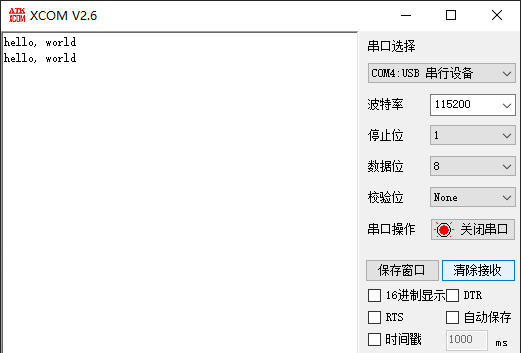 ATK
XCOM
XCOM V2.6
hello, world
hello, world
串口选择
COM4:USB 串行设备
波特率
115200
停止位
1
数据位
8
校验位
None
串口操作
关闭串口
保存窗口
清除接收
16进制显示
DTR
RTS
自动保存
时间戳
1000
ms